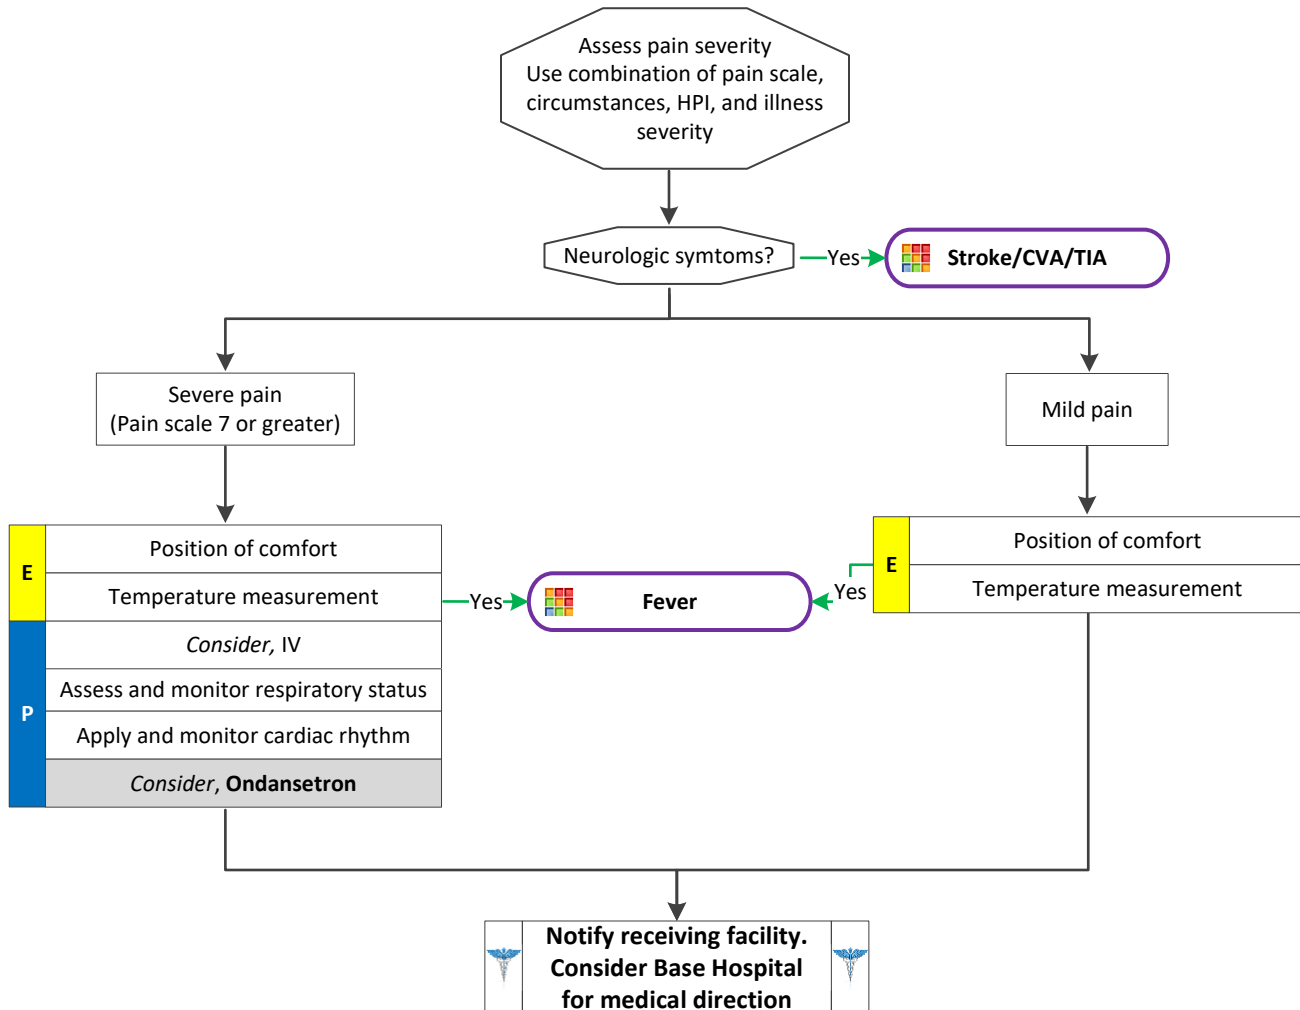 Assess pain severity
Use combination of pain scale,
circumstances, HPI, and illness
severity
Neurologic symtoms?
Yes
Stroke/CVA/TIA
Severe pain
(Pain scale 7 or greater)
Mild pain
E
Position of comfort
Temperature measurement
Yes
Fever
Yes
E
Position of comfort
Temperature measurement
P
Consider, IV
Assess and monitor respiratory status
Apply and monitor cardiac rhythm
Consider, Ondansetron
Notify receiving facility.
Consider Base Hospital
for medical direction